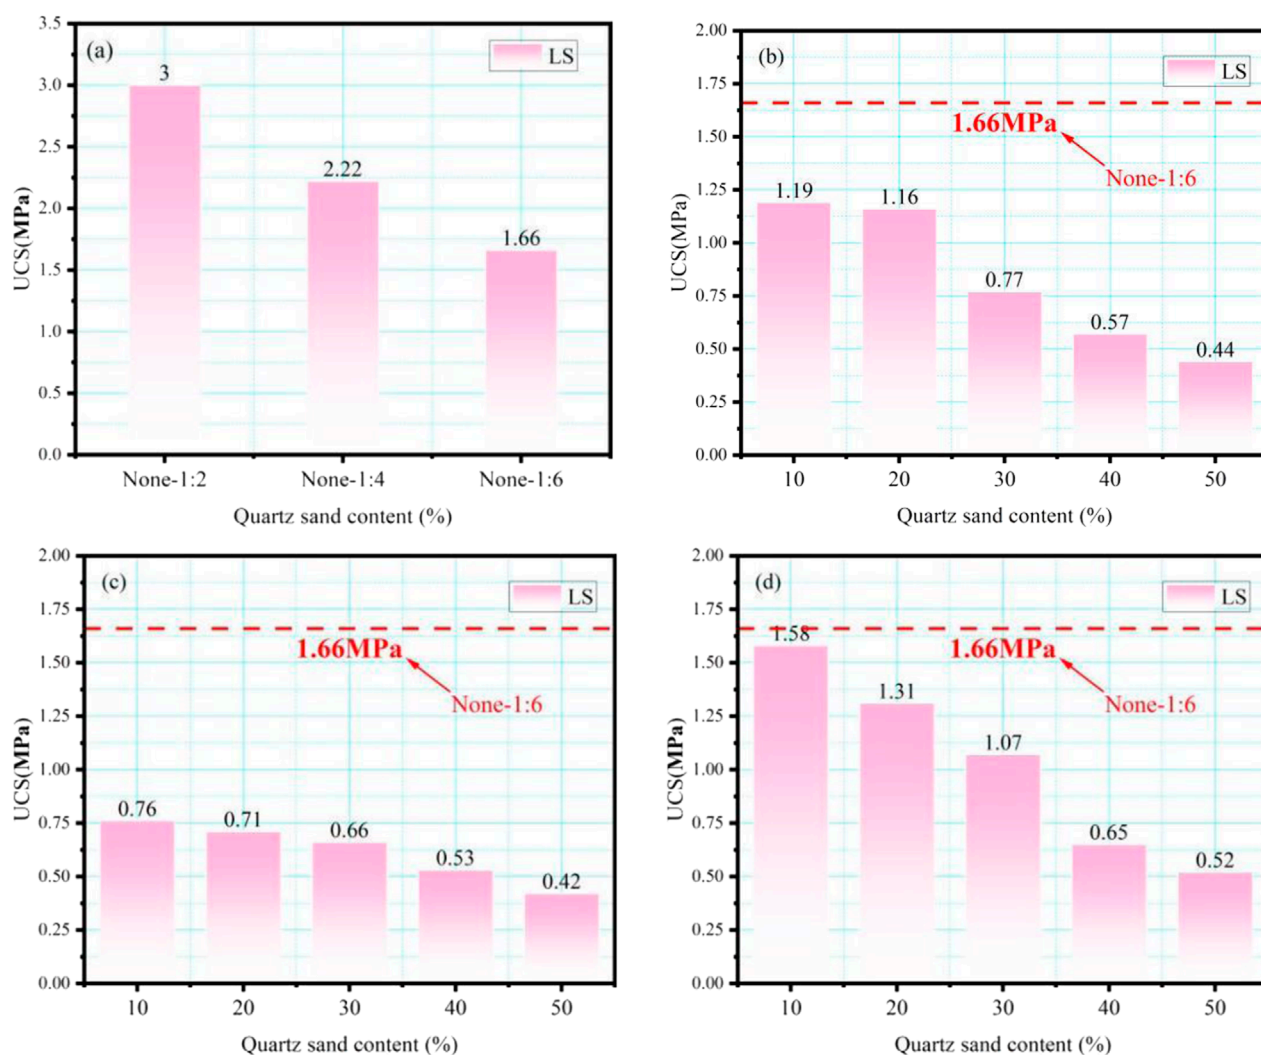 (a)
LS
3.5
3.0
2.5
2.0
1.5
1.0
0.5
0.0
UCS(MPa)
3
2.22
1.66
None-1:2 None-1:4 None-1:6
Quartz sand content (%)
(b)
LS
2.00
1.75
1.50
1.25
1.00
0.75
0.50
0.25
0.00
UCS(MPa)
1.66MPa
None-1:6
1.19
1.16
0.77
0.57
0.44
10 20 30 40 50
Quartz sand content (%)
(c)
LS
2.00
1.75
1.50
1.25
1.00
0.75
0.50
0.25
0.00
UCS(MPa)
1.66MPa
None-1:6
0.76
0.71
0.66
0.53
0.42
10 20 30 40 50
Quartz sand content (%)
(d)
LS
2.00
1.75
1.50
1.25
1.00
0.75
0.50
0.25
0.00
UCS(MPa)
1.66MPa
None-1:6
1.58
1.31
1.07
0.65
0.52
10 20 30 40 50
Quartz sand content (%)